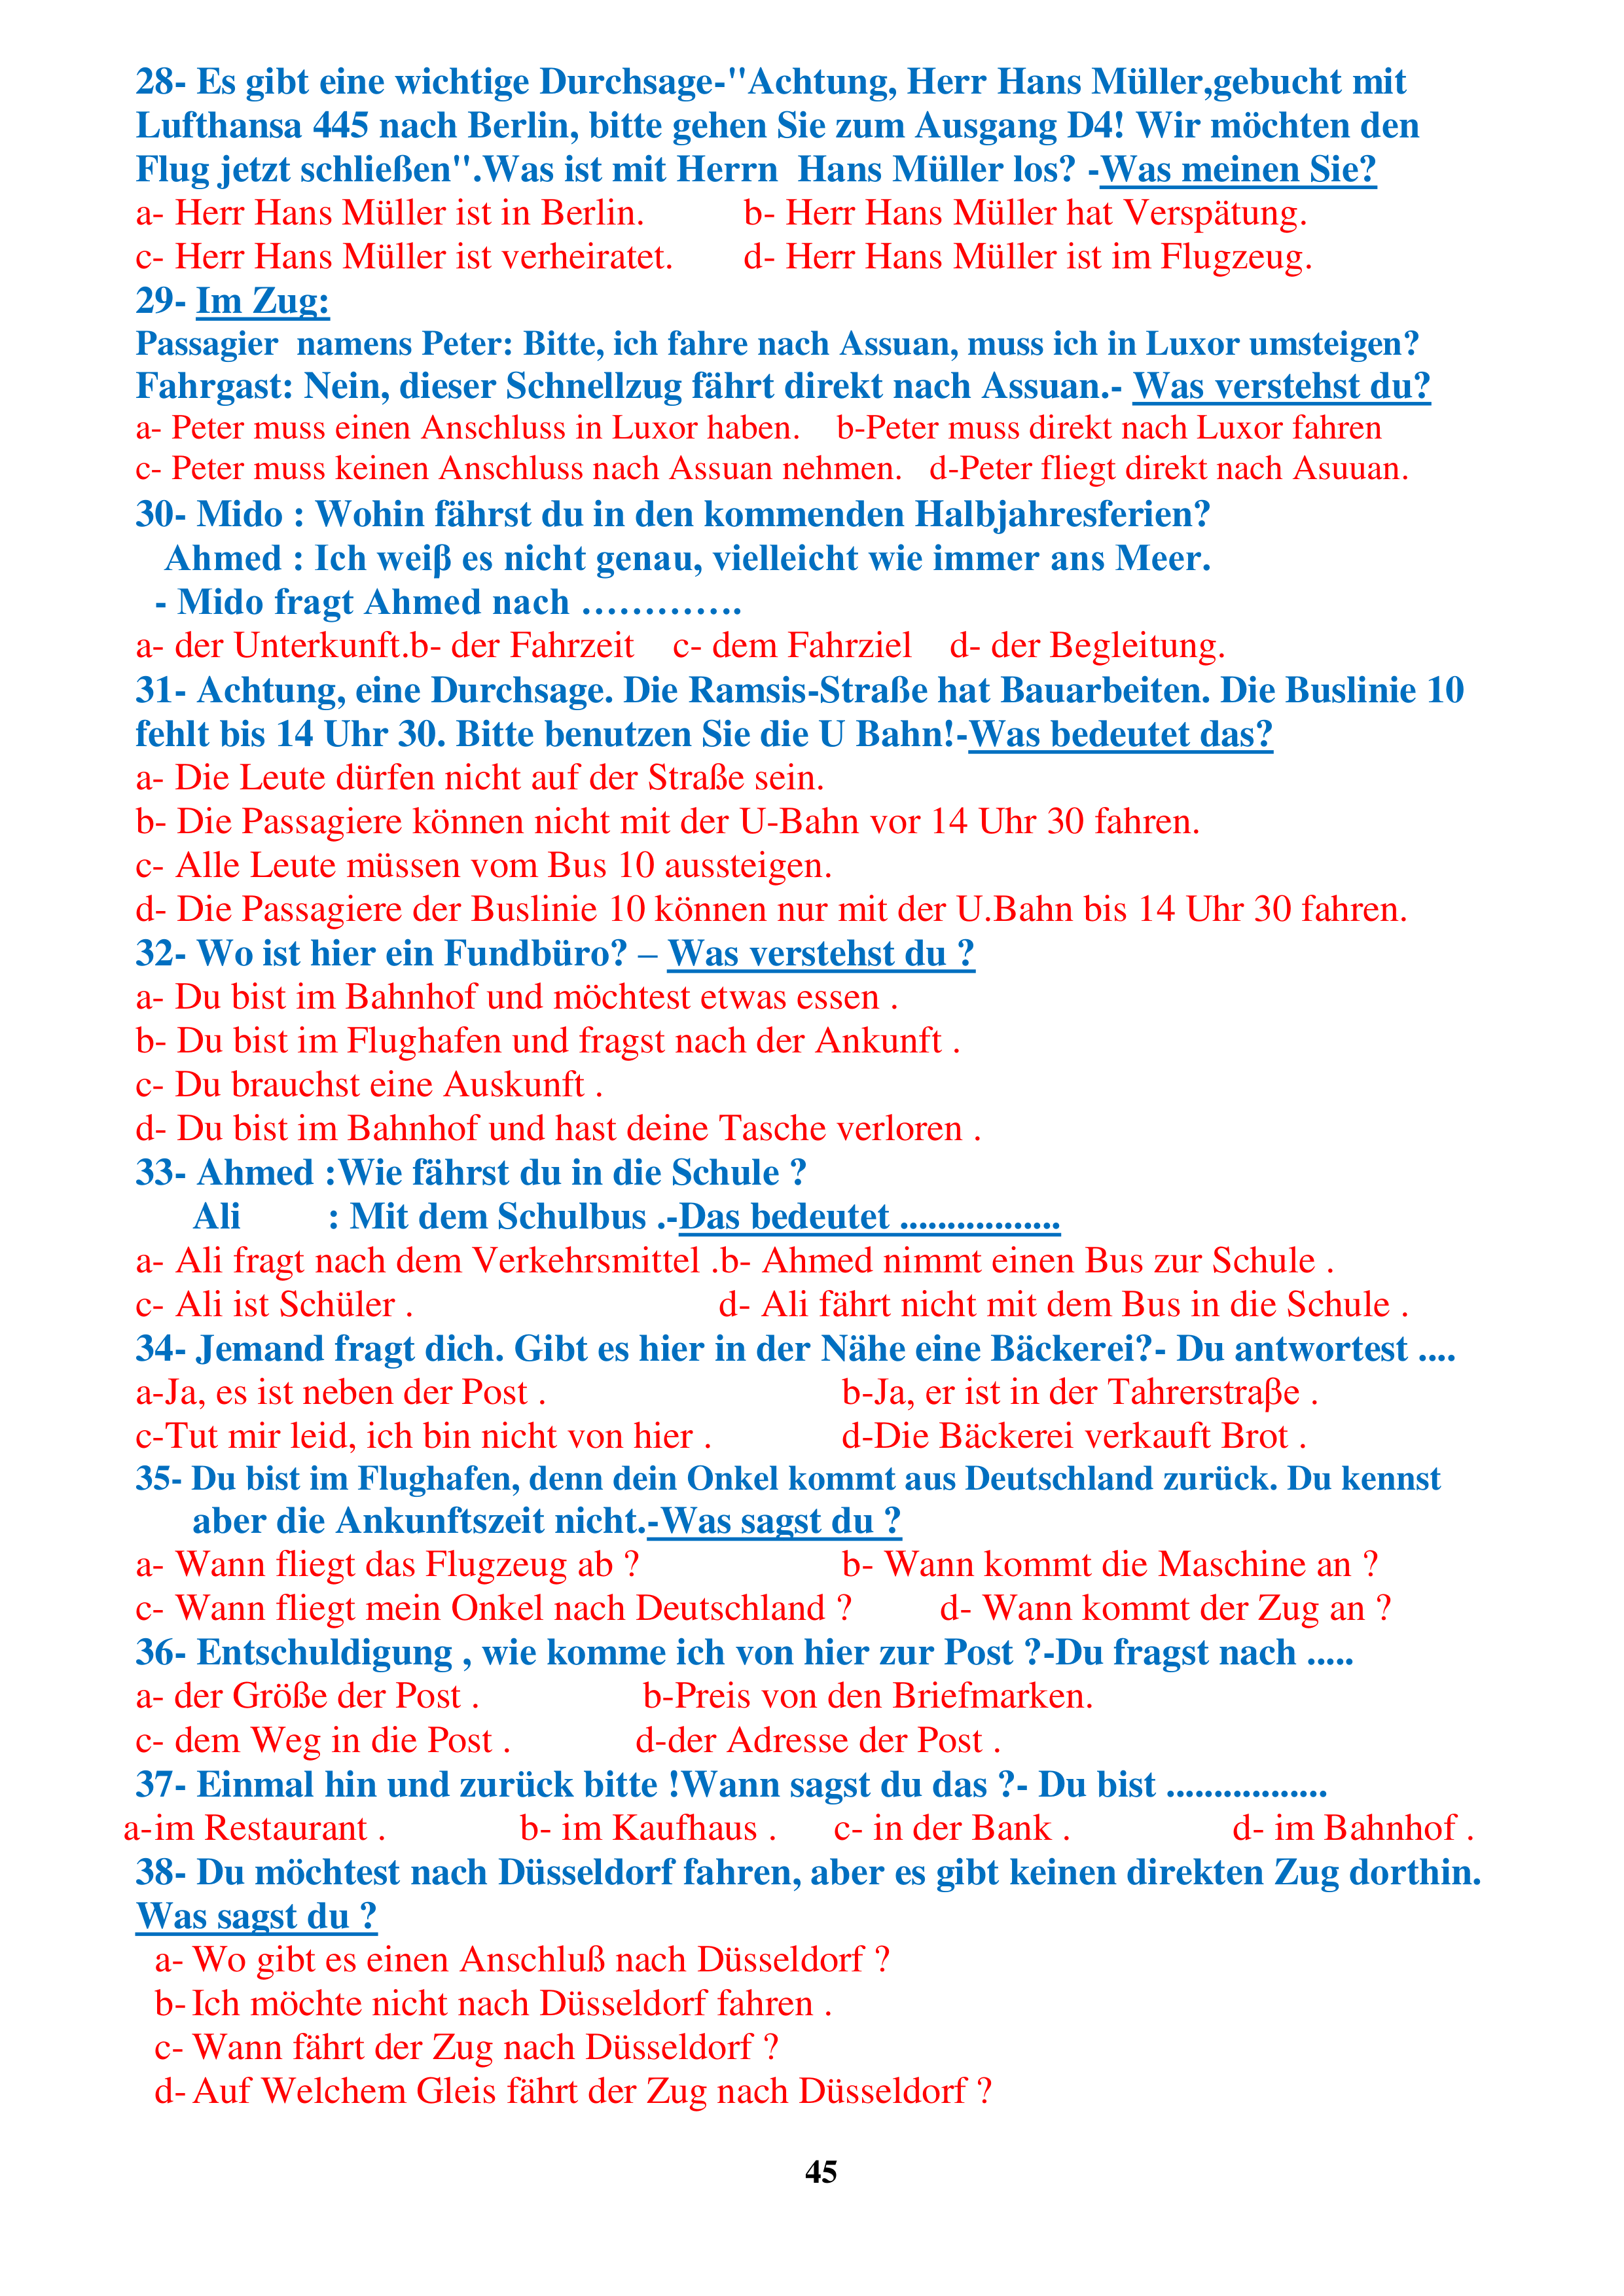 28- Es gibt eine wichtige Durchsage-"Achtung, Herr Hans Müller,gebucht mit
Lufthansa 445 nach Berlin, bitte gehen Sie zum Ausgang D4! Wir möchten den
Flug jetzt schließen".Was ist mit Herrn Hans Müller los? -Was meinen Sie?
a- Herr Hans Müller ist in Berlin. b- Herr Hans Müller hat Verspätung.
c- Herr Hans Müller ist verheiratet. d- Herr Hans Müller ist im Flugzeug.
29- Im Zug:
Passagier namens Peter: Bitte, ich fahre nach Assuan, muss ich in Luxor umsteigen?
Fahrgast: Nein, dieser Schnellzug fährt direkt nach Assuan.- Was verstehst du?
a- Peter muss einen Anschluss in Luxor haben. b-Peter muss direkt nach Luxor fahren
c- Peter muss keinen Anschluss nach Assuan nehmen. d-Peter fliegt direkt nach Asuuan.
30- Mido : Wohin fährst du in den kommenden Halbjahresferien?
Ahmed : Ich weiβ es nicht genau, vielleicht wie immer ans Meer.
- Mido fragt Ahmed nach ………….
a- der Unterkunft.b- der Fahrzeit c- dem Fahrziel d- der Begleitung.
31- Achtung, eine Durchsage. Die Ramsis-Straße hat Bauarbeiten. Die Buslinie 10
fehlt bis 14 Uhr 30. Bitte benutzen Sie die U Bahn!-Was bedeutet das?
a- Die Leute dürfen nicht auf der Straße sein.
b- Die Passagiere können nicht mit der U-Bahn vor 14 Uhr 30 fahren.
c- Alle Leute müssen vom Bus 10 aussteigen.
d- Die Passagiere der Buslinie 10 können nur mit der U.Bahn bis 14 Uhr 30 fahren.
32- Wo ist hier ein Fundbüro? – Was verstehst du ?
a- Du bist im Bahnhof und möchtest etwas essen .
b- Du bist im Flughafen und fragst nach der Ankunft .
c- Du brauchst eine Auskunft .
d- Du bist im Bahnhof und hast deine Tasche verloren .
33- Ahmed :Wie fährst du in die Schule ?
Ali : Mit dem Schulbus .-Das bedeutet .................
a- Ali fragt nach dem Verkehrsmittel .b- Ahmed nimmt einen Bus zur Schule .
c- Ali ist Schüler . d- Ali fährt nicht mit dem Bus in die Schule .
34- Jemand fragt dich. Gibt es hier in der Nähe eine Bäckerei?- Du antwortest ....
a-Ja, es ist neben der Post . b-Ja, er ist in der Tahrerstraβe .
c-Tut mir leid, ich bin nicht von hier . d-Die Bäckerei verkauft Brot .
35- Du bist im Flughafen, denn dein Onkel kommt aus Deutschland zurück. Du kennst
aber die Ankunftszeit nicht.-Was sagst du ?
a- Wann fliegt das Flugzeug ab ? b- Wann kommt die Maschine an ?
c- Wann fliegt mein Onkel nach Deutschland ? d- Wann kommt der Zug an ?
36- Entschuldigung , wie komme ich von hier zur Post ?-Du fragst nach .....
a- der Größe der Post . b-Preis von den Briefmarken.
c- dem Weg in die Post . d-der Adresse der Post .
37- Einmal hin und zurück bitte !Wann sagst du das ?- Du bist .................
a-im Restaurant . b- im Kaufhaus . c- in der Bank . d- im Bahnhof .
38- Du möchtest nach Düsseldorf fahren, aber es gibt keinen direkten Zug dorthin.
Was sagst du ?
a- Wo gibt es einen Anschluß nach Düsseldorf ?
b- Ich möchte nicht nach Düsseldorf fahren .
c- Wann fährt der Zug nach Düsseldorf ?
d- Auf Welchem Gleis fährt der Zug nach Düsseldorf ?
45